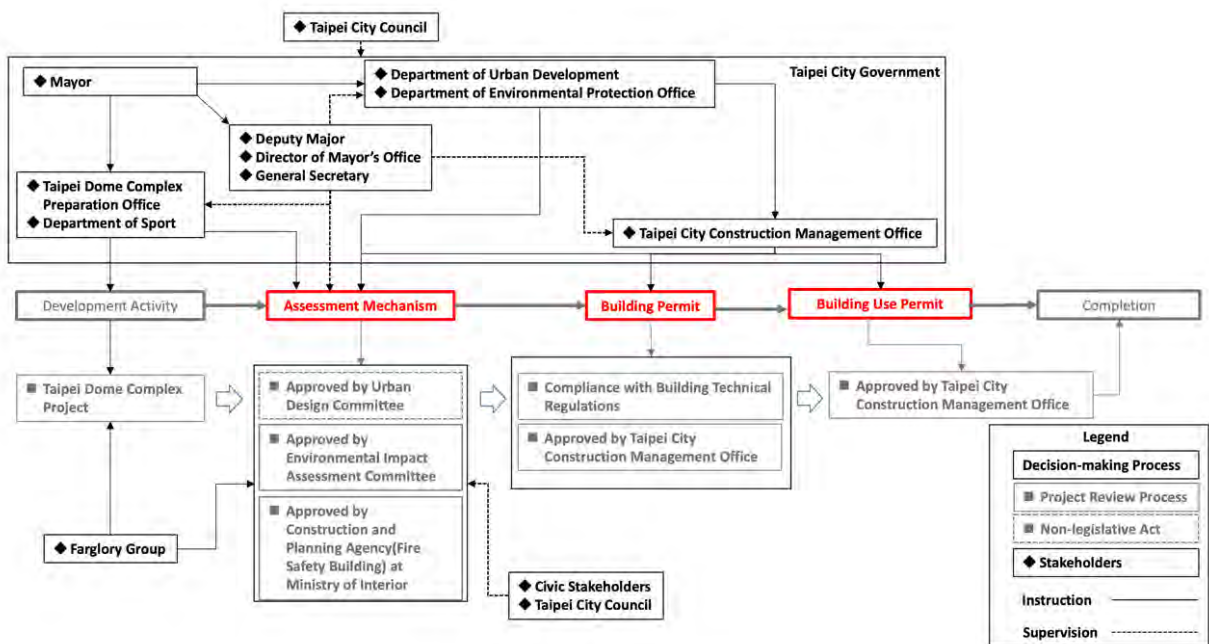 ◆ Taipei City Council
Taipei City Government
◆ Mayor
◆ Department of Urban Development
◆ Department of Environmental Protection Office
◆ Deputy Major
◆ Director of Mayor's Office
◆ General Secretary
◆ Taipei Dome Complex
Preparation Office
◆ Department of Sport
◆ Taipei City Construction Management Office
Development Activity
Assessment Mechanism
Building Permit
Building Use Permit
Completion
■ Taipei Dome Complex
Project
■ Approved by Urban
Design Committee
■ Approved by
Environmental Impact
Assessment Committee
■ Approved by
Construction and
Planning Agency(Fire
Safety Building) at
Ministry of Interior
■ Compliance with Building Technical
Regulations
■ Approved by Taipei City
Construction Management Office
■ Approved by Taipei City
Construction Management Office
◆ Farglory Group
◆ Civic Stakeholders
◆ Taipei City Council
Legend
Decision-making Process
■ Project Review Process
■ Non-legislative Act
◆ Stakeholders
Instruction
Supervision